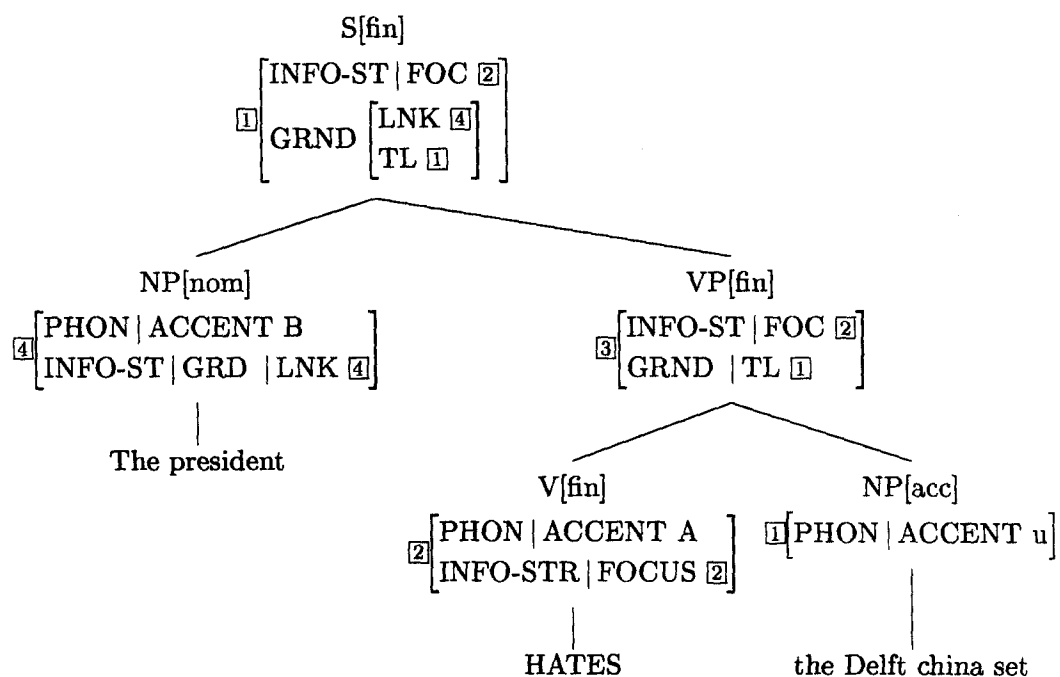 S[fin]
1 [INFO-ST | FOC 2
GRND [LNK 4
TL 1]]
NP[nom] VP[fin]
4 [PHON | ACCENT B
INFO-ST | GRD | LNK 4]
3 [INFO-ST | FOC 2
GRND | TL 1]
The president
V[fin] NP[acc]
2 [PHON | ACCENT A
INFO-STR | FOCUS 2]
1 [PHON | ACCENT u]
HATES the Delft china set